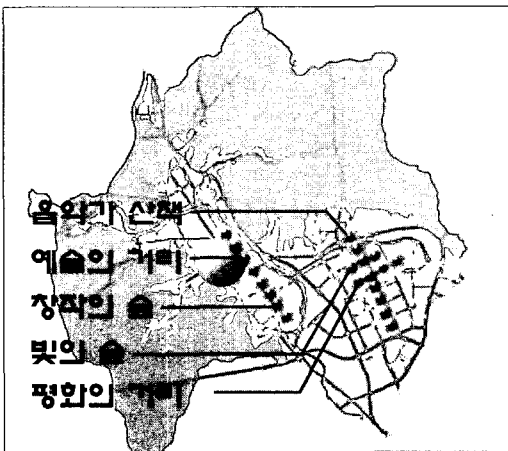 음악가 산책
예술인 거리
창작의 숲
빛의 숲
평화의 거리